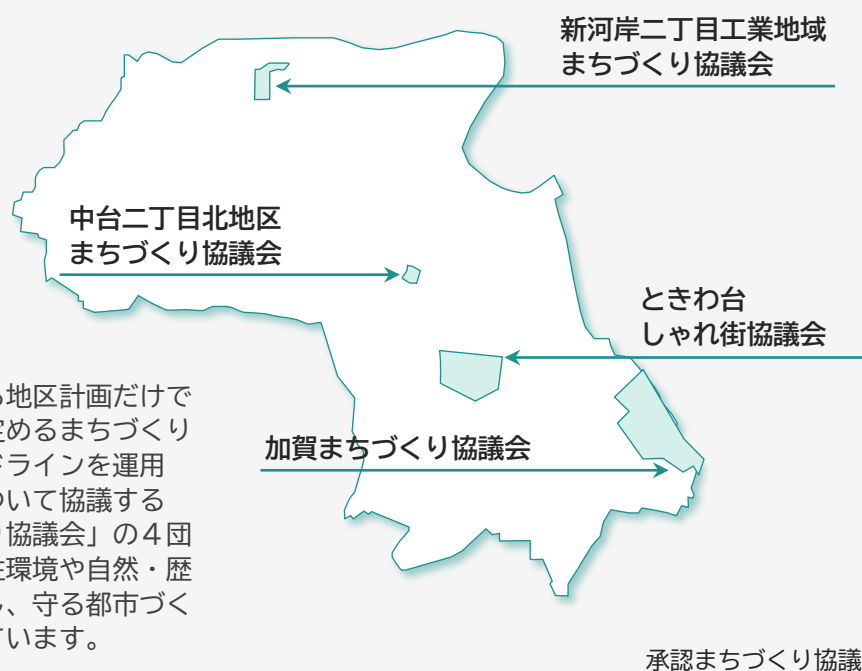 新河岸二丁目工業地域
まちづくり協議会
中台二丁目北地区
まちづくり協議会
ときわ台
しゃれ街協議会
加賀まちづくり協議会
地区計画だけで
定めるまちづくり
ドラインを運用
ついて協議する
協議会」の４団
環境や自然・歴
、守る都市づく
ています。
承認まちづくり協議